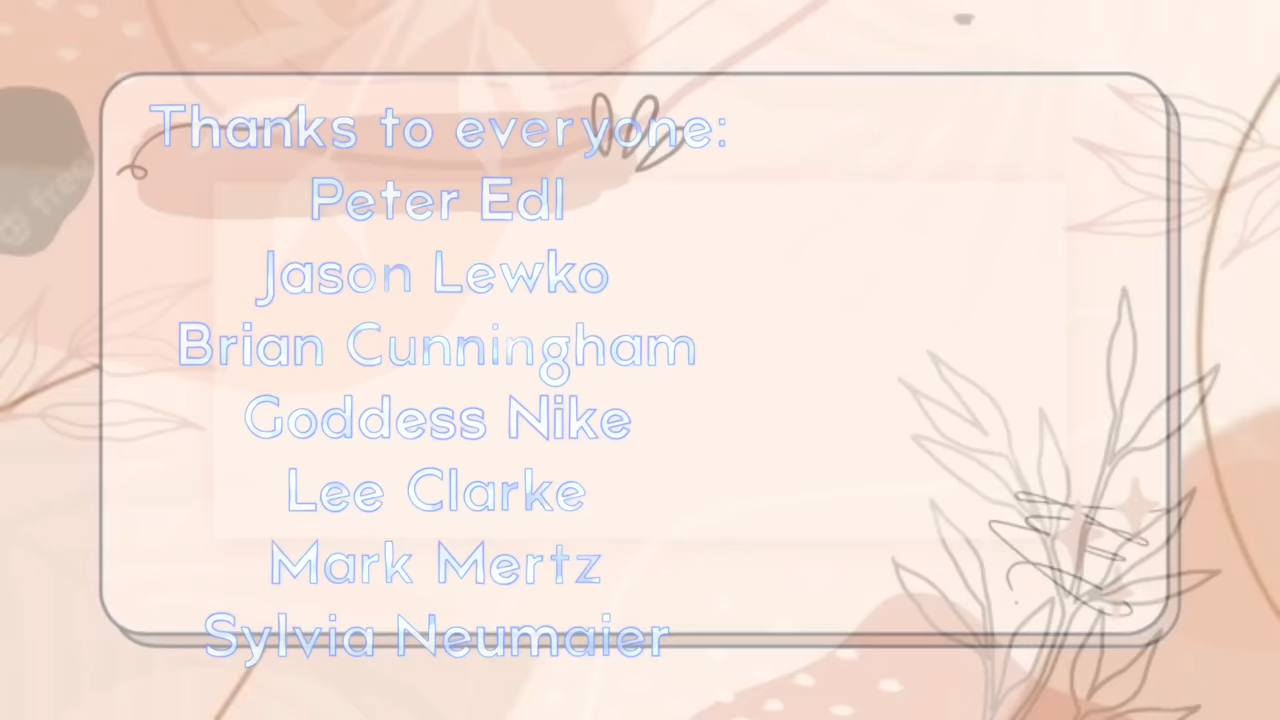 Thanks to everyone:
Peter Edl
Jason Lewko
Brian Cunningham
Goddess Nike
Lee Clarke
Mark Mertz
Sylvia Neumaier